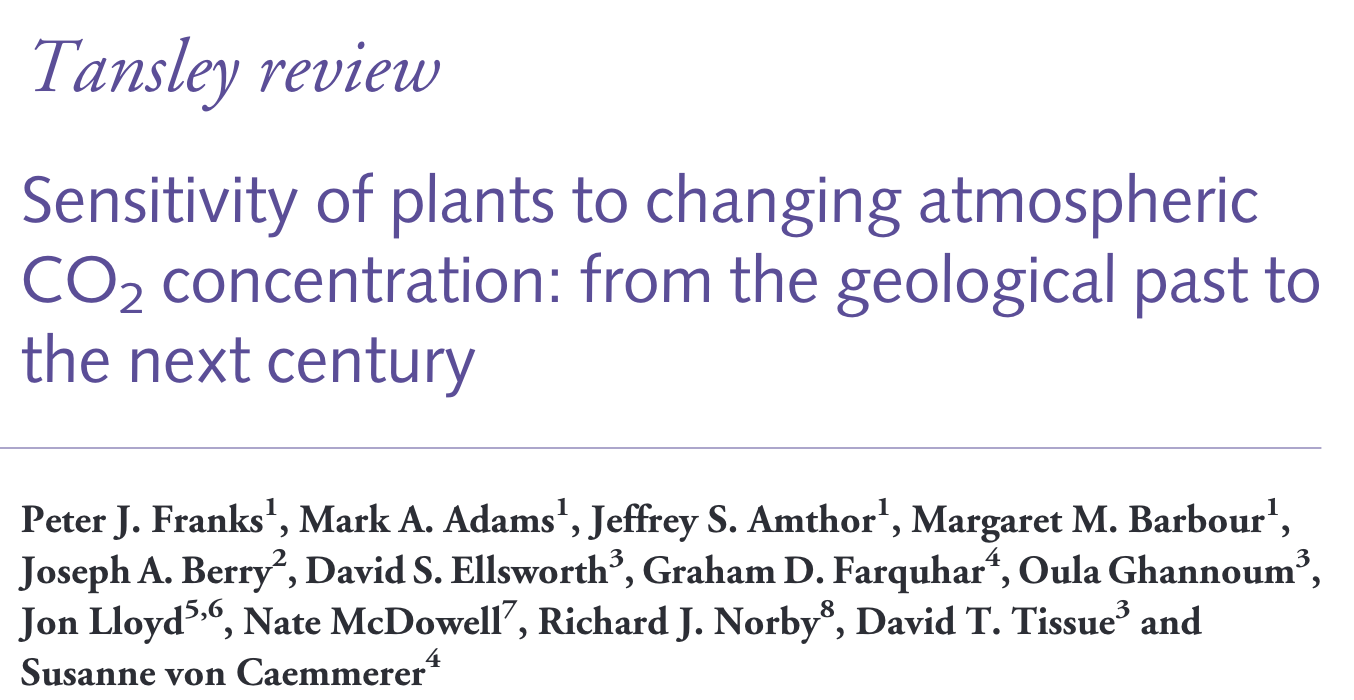 Tansley review
Sensitivity of plants to changing atmospheric
CO₂ concentration: from the geological past to
the next century
Peter J. Franks¹, Mark A. Adams¹, Jeffrey S. Amthor¹, Margaret M. Barbour¹,
Joseph A. Berry², David S. Ellsworth³, Graham D. Farquhar⁴, Oula Ghannoum³,
Jon Lloyd⁵,⁶, Nate McDowell⁷, Richard J. Norby⁸, David T. Tissue³ and
Susanne von Caemmerer⁴